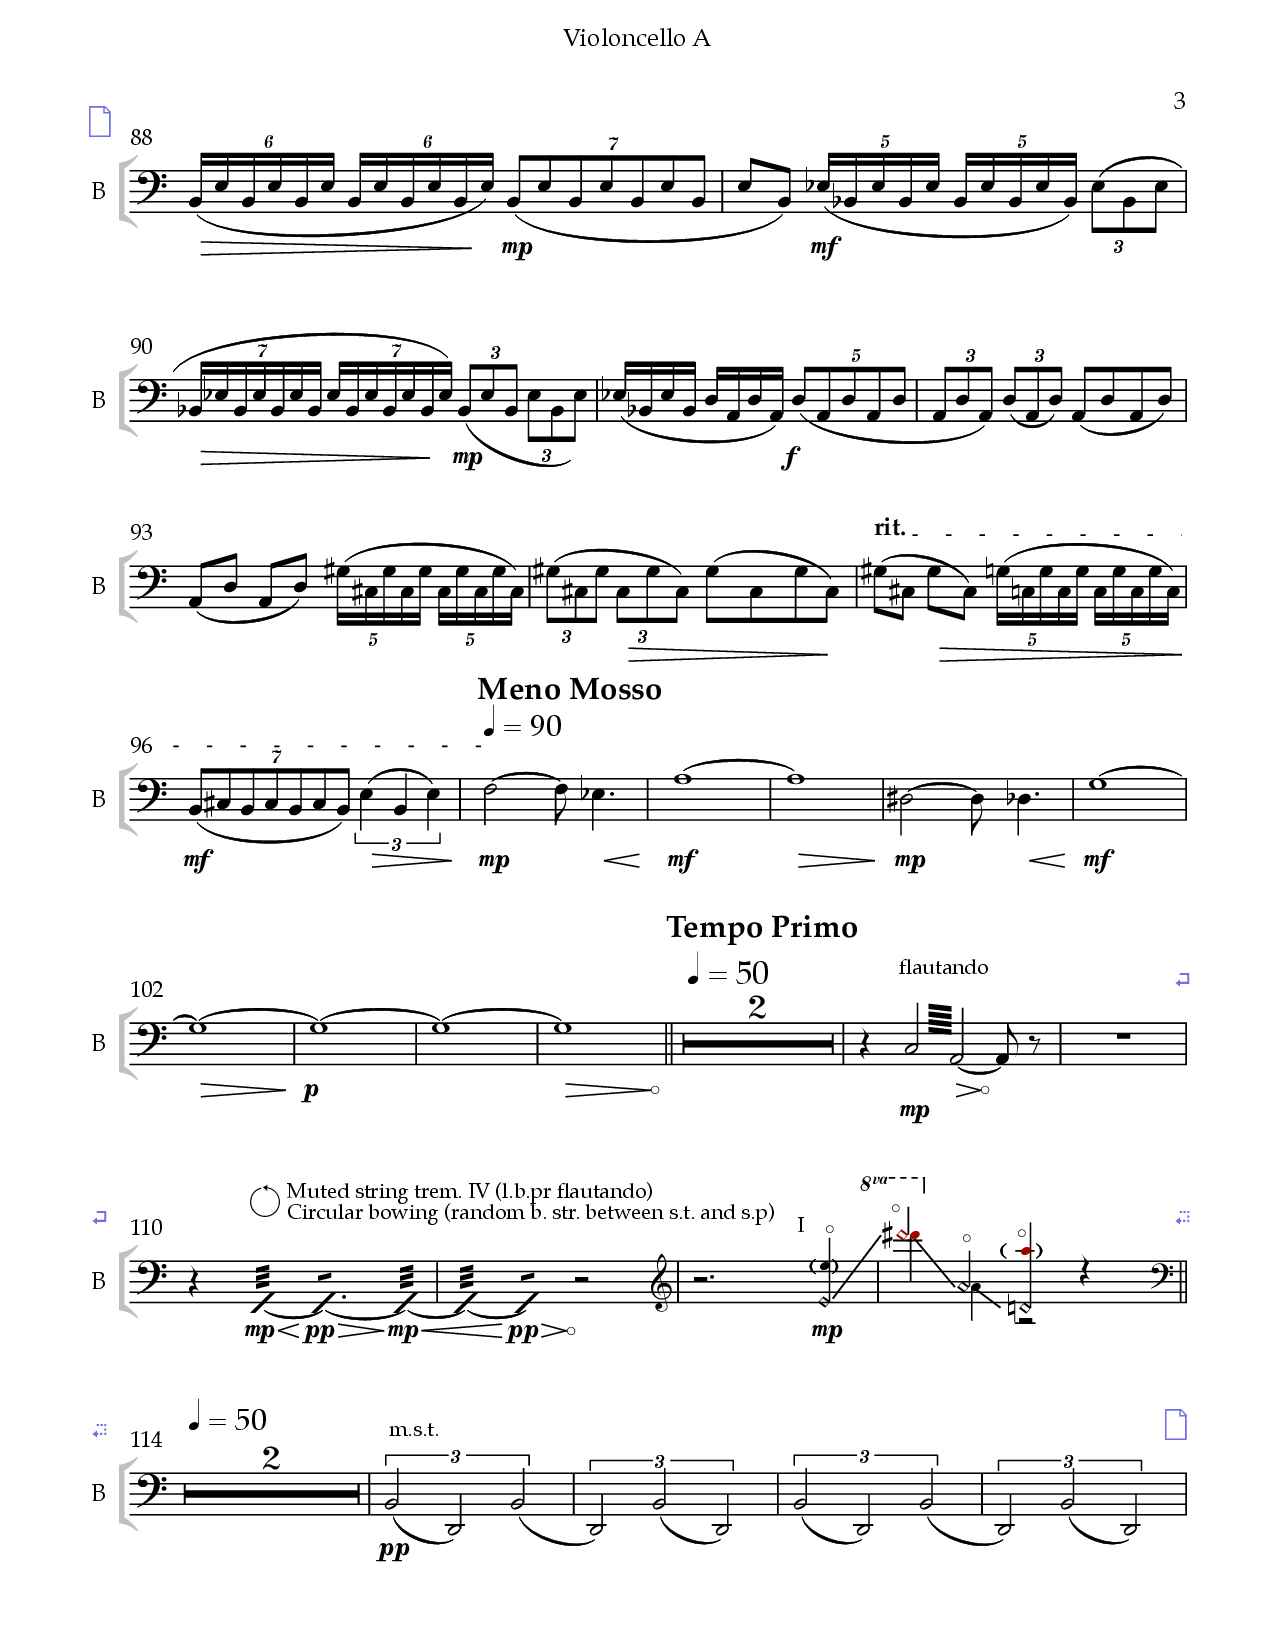 Violoncello A
3
88
6 6 7 5 5
B
mp mf 3
90
7 7 3 5 3 3
B
mp 3 f
93
rit.
B
5 5 3 3 5 5
Meno Mosso
♩ = 90
96
7
B
3
mf mp mf mp mf
Tempo Primo
♩ = 50
flautando
102
2
B
p mp
8va
Muted string trem. IV (l.b.pr flautando)
Circular bowing (random b. str. between s.t. and s.p)
I
110
B
mp pp mp pp mp
♩ = 50
m.s.t.
114
2 3 3 3 3
B
pp